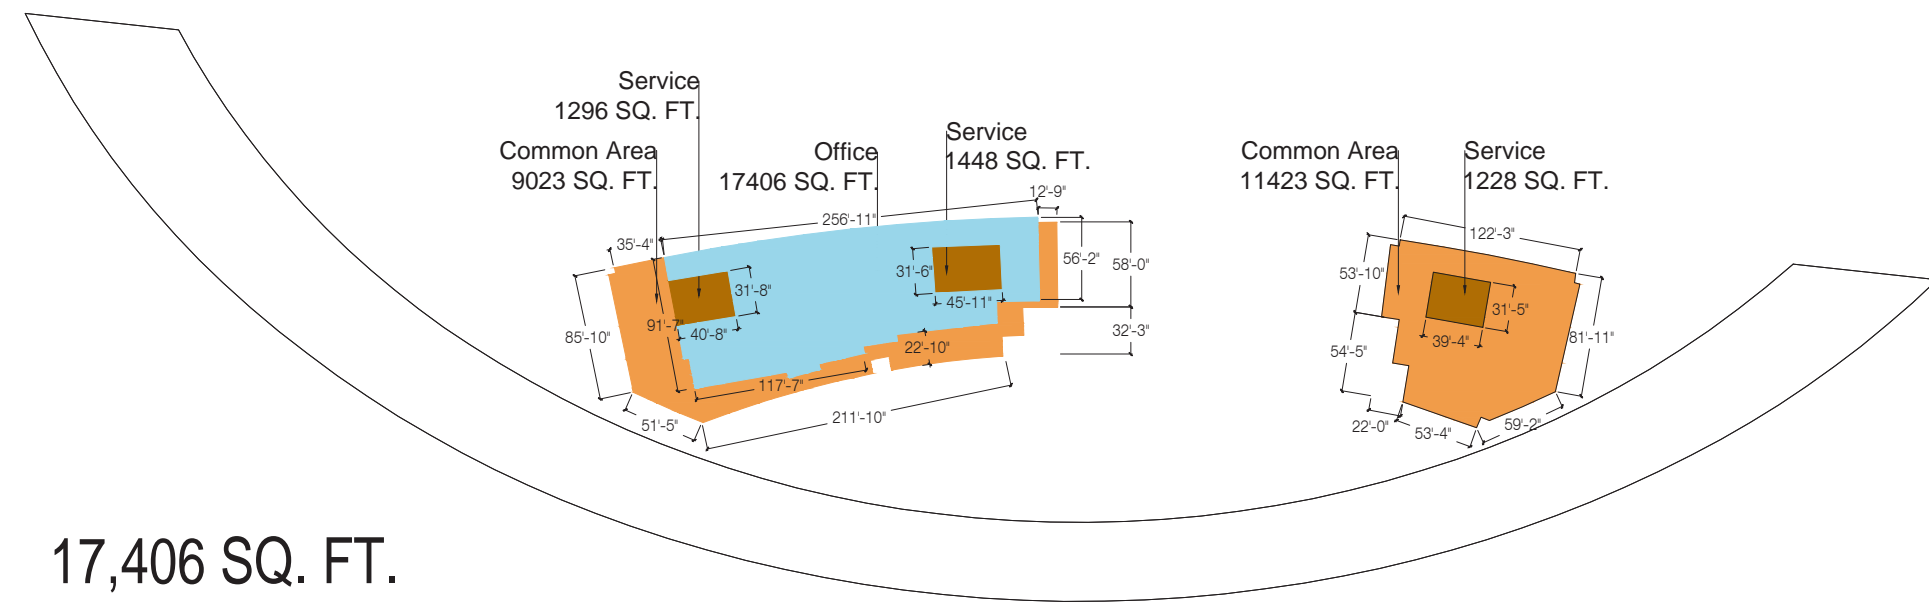 Service
1296 SQ. FT.
Common Area
9023 SQ. FT.
Office
17406 SQ. FT.
Service
1448 SQ. FT.
Common Area
11423 SQ. FT.
Service
1228 SQ. FT.
12'-9"
256'-11"
35'-4"
56'-2"
58'-0"
31'-6"
45'-11"
31'-8"
40'-8"
91'-7"
85'-10"
22'-10"
32'-3"
117'-7"
51'-5"
211'-10"
122'-3"
53'-10"
31'-5"
39'-4"
81'-11"
54'-5"
22'-0"
53'-4"
59'-2"
17,406 SQ. FT.